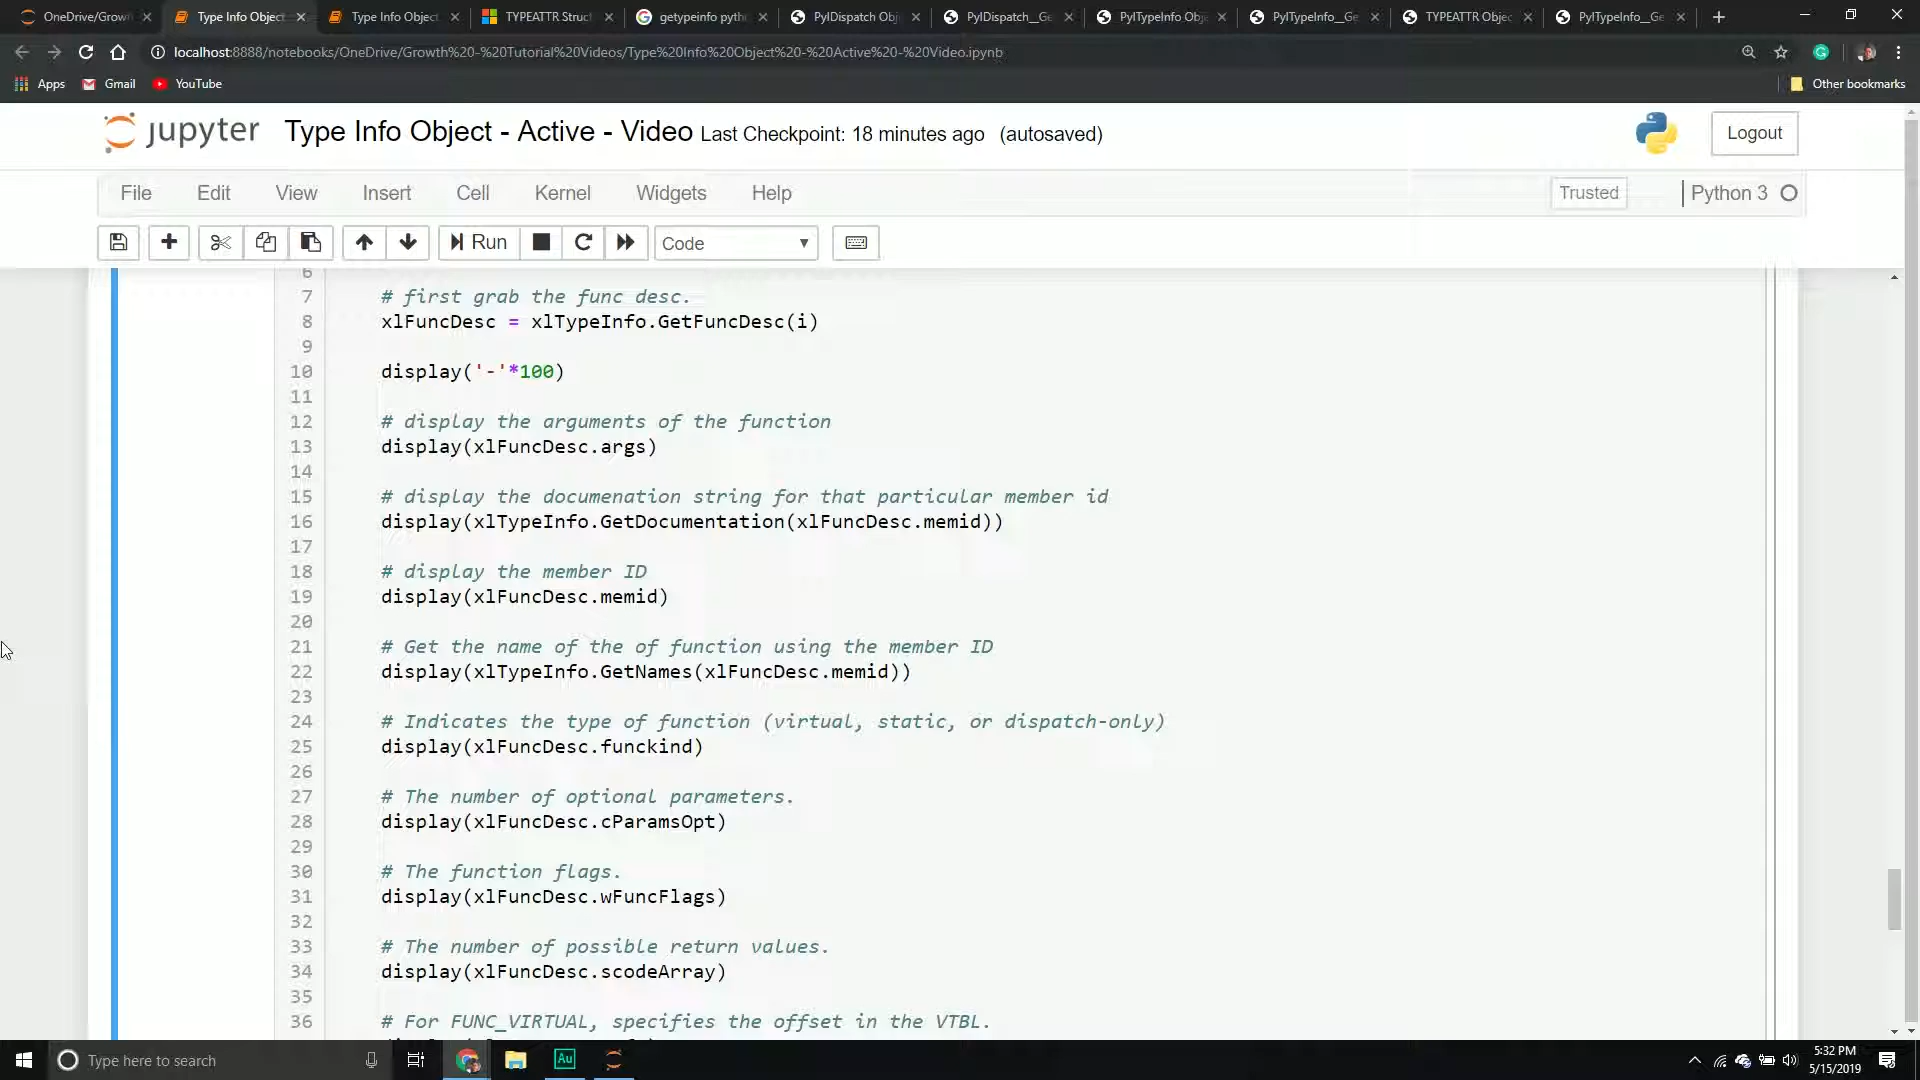 OneDrive/Grow
Type Info Object
Type Info Object
TYPEATTR Struc
getypeinfo pyth
PyIDispatch Obj
PyIDispatch__Ge
PyITypeInfo Obj
PyITypeInfo__Ge
TYPEATTR Objec
PyITypeInfo__Ge
localhost:8888/notebooks/OneDrive/Growth%20-%20Tutorial%20Videos/Type%20Info%20Object%20-%20Active%20-%20Video.ipynb
Apps Gmail YouTube Other bookmarks
jupyter Type Info Object - Active - Video Last Checkpoint: 18 minutes ago (autosaved) Logout
File Edit View Insert Cell Kernel Widgets Help Trusted Python 3
Run Code
6
7 # first grab the func desc.
8 xlFuncDesc = xlTypeInfo.GetFuncDesc(i)
9
10 display('-'*100)
11
12 # display the arguments of the function
13 display(xlFuncDesc.args)
14
15 # display the documenation string for that particular member id
16 display(xlTypeInfo.GetDocumentation(xlFuncDesc.memid))
17
18 # display the member ID
19 display(xlFuncDesc.memid)
20
21 # Get the name of the of function using the member ID
22 display(xlTypeInfo.GetNames(xlFuncDesc.memid))
23
24 # Indicates the type of function (virtual, static, or dispatch-only)
25 display(xlFuncDesc.funckind)
26
27 # The number of optional parameters.
28 display(xlFuncDesc.cParamsOpt)
29
30 # The function flags.
31 display(xlFuncDesc.wFuncFlags)
32
33 # The number of possible return values.
34 display(xlFuncDesc.scodeArray)
35
36 # For FUNC_VIRTUAL, specifies the offset in the VTBL.
Type here to search
Au
5:32 PM
5/15/2019